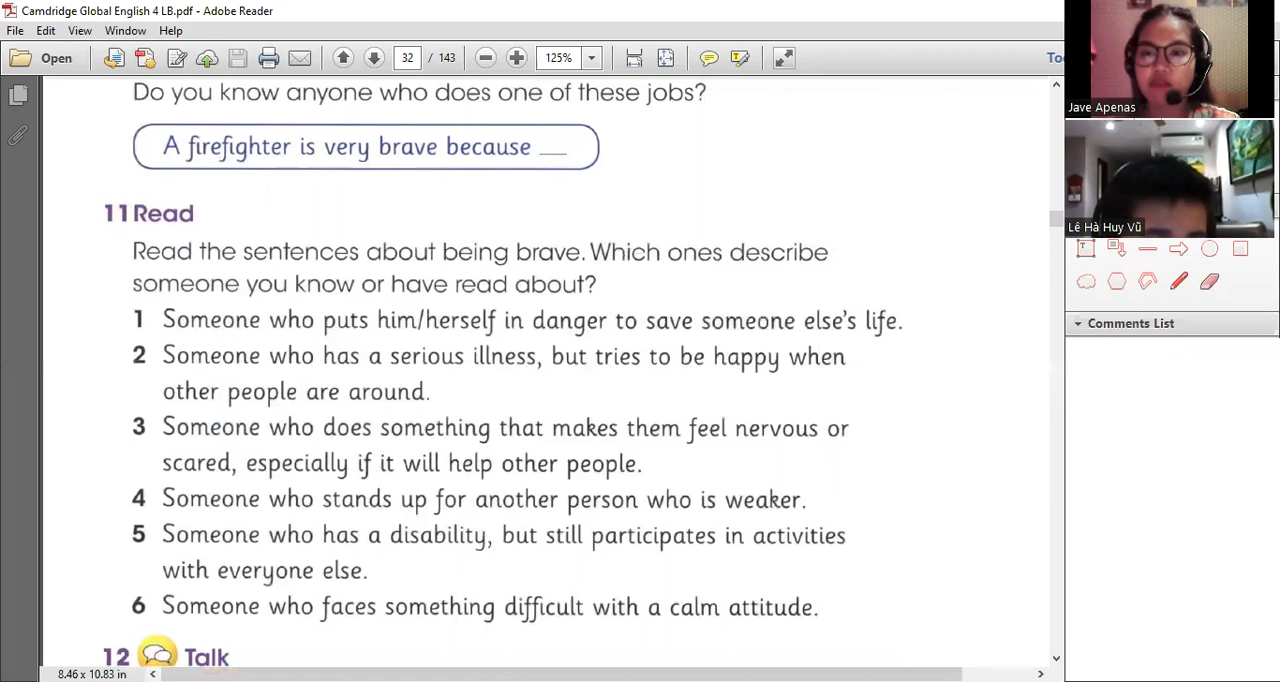 Camdridge Global English 4 LB.pdf - Adobe Reader
File Edit View Window Help
Open 32 / 143 125%
Do you know anyone who does one of these jobs?
A firefighter is very brave because __
11 Read
Read the sentences about being brave. Which ones describe
someone you know or have read about?
1 Someone who puts him/herself in danger to save someone else's life.
2 Someone who has a serious illness, but tries to be happy when
other people are around.
3 Someone who does something that makes them feel nervous or
scared, especially if it will help other people.
4 Someone who stands up for another person who is weaker.
5 Someone who has a disability, but still participates in activities
with everyone else.
6 Someone who faces something difficult with a calm attitude.
12 Talk
8.46 x 10.83 in
Jave Apenas
Lê Hà Huy Vũ
Comments List